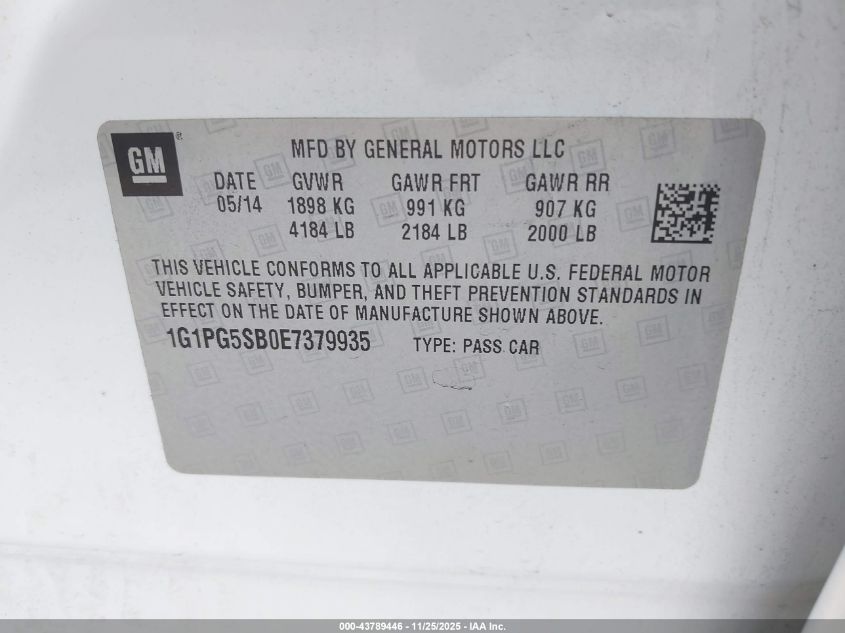 GM®
MFD BY GENERAL MOTORS LLC
DATE GVWR GAWR FRT GAWR RR
05/14 1898 KG 991 KG 907 KG
4184 LB 2184 LB 2000 LB
THIS VEHICLE CONFORMS TO ALL APPLICABLE U.S. FEDERAL MOTOR
VEHICLE SAFETY, BUMPER, AND THEFT PREVENTION STANDARDS IN
EFFECT ON THE DATE OF MANUFACTURE SHOWN ABOVE.
1G1PG5SB0E7379935 TYPE: PASS CAR
000-43789446 - 11/25/2025 - IAA Inc.